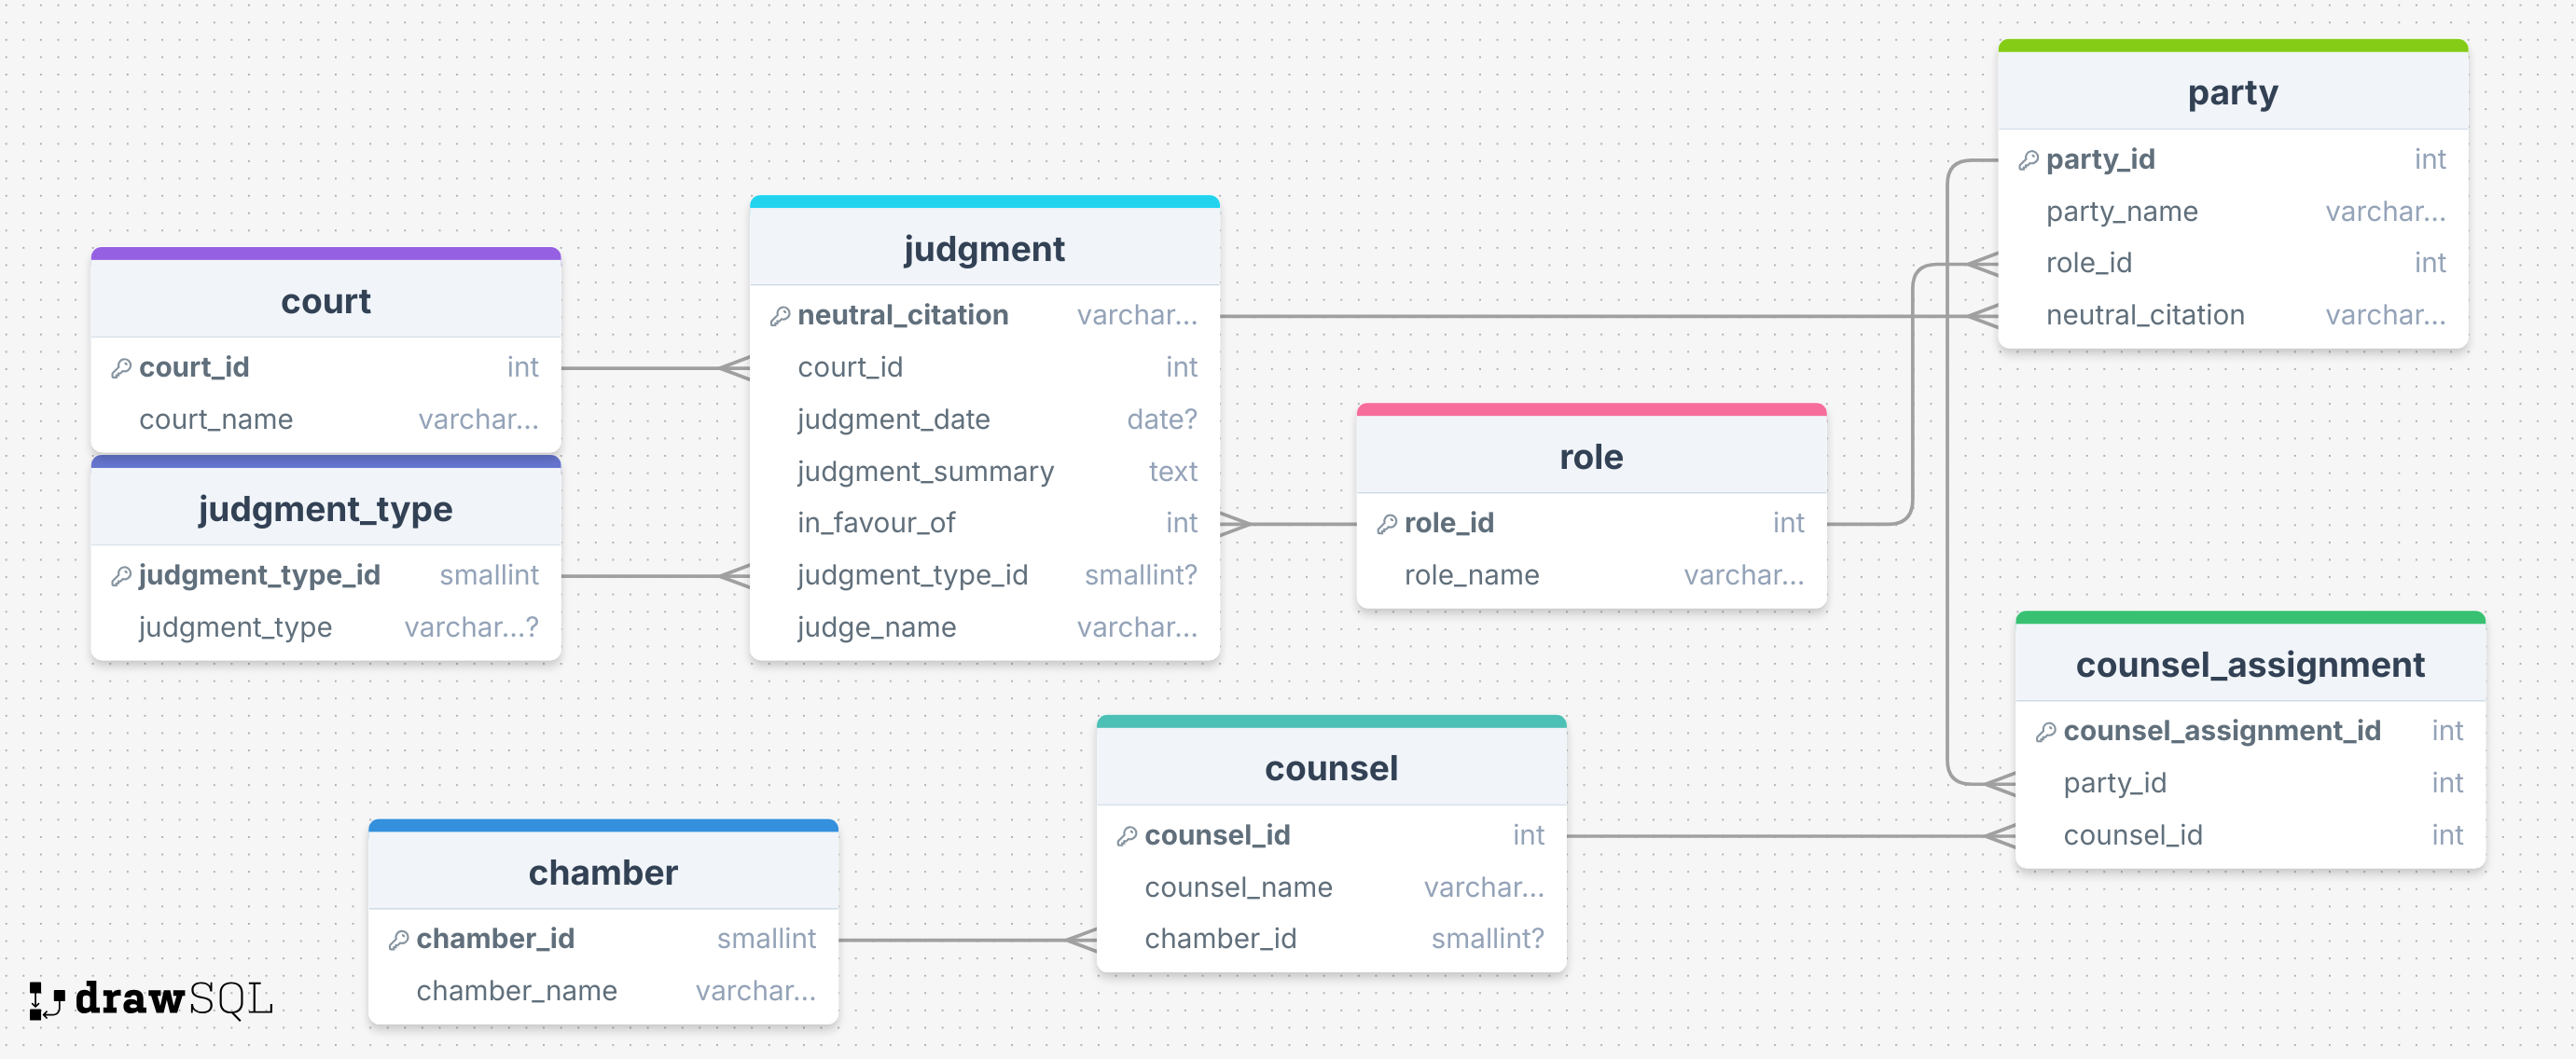 court
court_id int
court_name varchar...
judgment_type
judgment_type_id smallint
judgment_type varchar...?
judgment
neutral_citation varchar...
court_id int
judgment_date date?
judgment_summary text
in_favour_of int
judgment_type_id smallint?
judge_name varchar...
role
role_id int
role_name varchar...
party
party_id int
party_name varchar...
role_id int
neutral_citation varchar...
counsel_assignment
counsel_assignment_id int
party_id int
counsel_id int
counsel
counsel_id int
counsel_name varchar...
chamber_id smallint?
chamber
chamber_id smallint
chamber_name varchar...
drawSQL